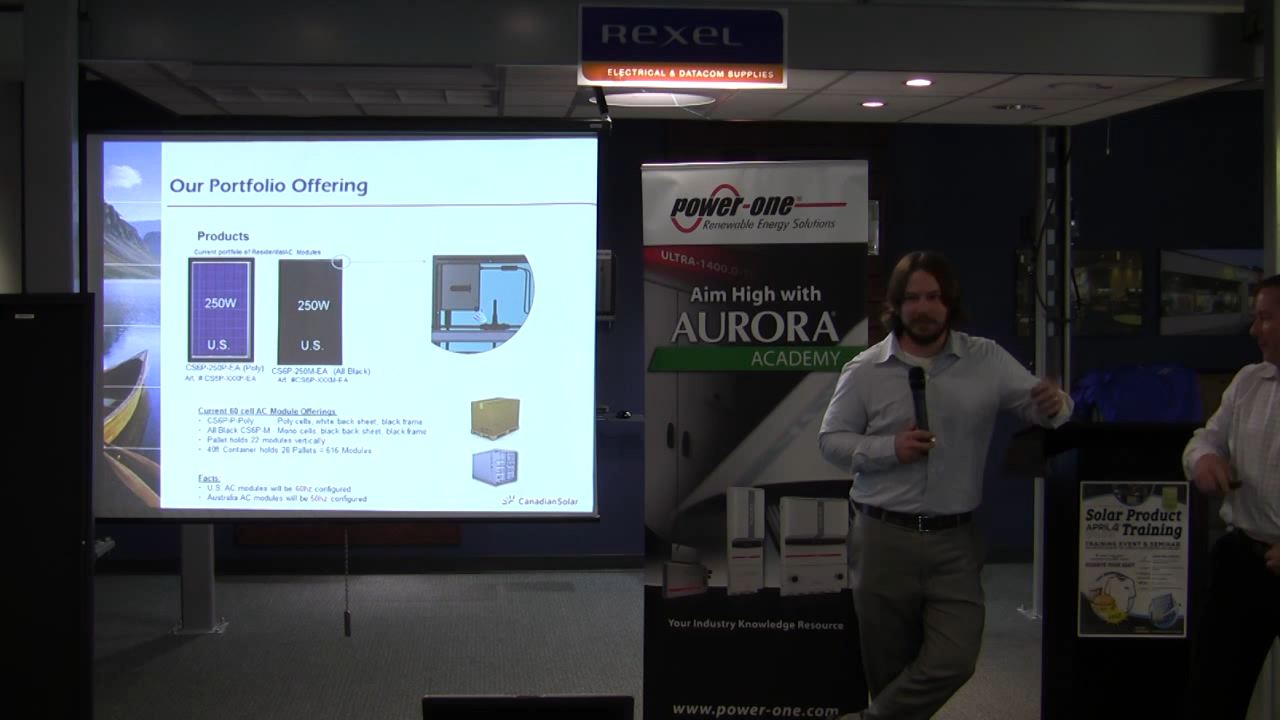 REXEL
ELECTRICAL & DATACOM SUPPLIES
Our Portfolio Offering
Products
Current portfolio of Residential AC Modules
250W
U.S.
250W
U.S.
CS6P-250P-EA (Poly)
Art. # CS6P-XXXP-EA
CS6P-250M-EA (All Black)
Art. #CS6P-XXXM-EA
Current 60 cell AC Module Offerings
· CS6P-P-Poly Poly cells, white back sheet, black frame
· All Black CS6P-M Mono cells, black back sheet, black frame
· Pallet holds 22 modules vertically
· 40ft Container holds 28 Pallets = 616 Modules
Facts:
· U.S. AC modules will be 60hz configured
· Australia AC modules will be 50hz configured
CanadianSolar
power-one®
Renewable Energy Solutions
ULTRA-1400.0
Aim High with
AURORA®
ACADEMY
Your Industry Knowledge Resource
www.power-one.com
Solar Product
APRIL 4
Training
TRAINING EVENT & SEMINAR